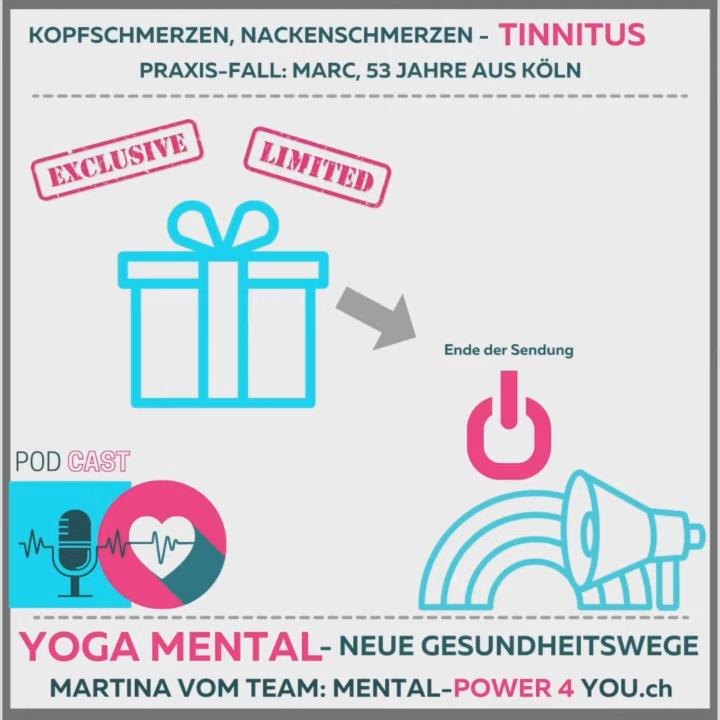 KOPFSCHMERZEN, NACKENSCHMERZEN - TINNITUS
PRAXIS-FALL: MARC, 53 JAHRE AUS KÖLN
EXCLUSIVE
LIMITED
Ende der Sendung
POD CAST
YOGA MENTAL- NEUE GESUNDHEITSWEGE
MARTINA VOM TEAM: MENTAL-POWER 4 YOU.ch